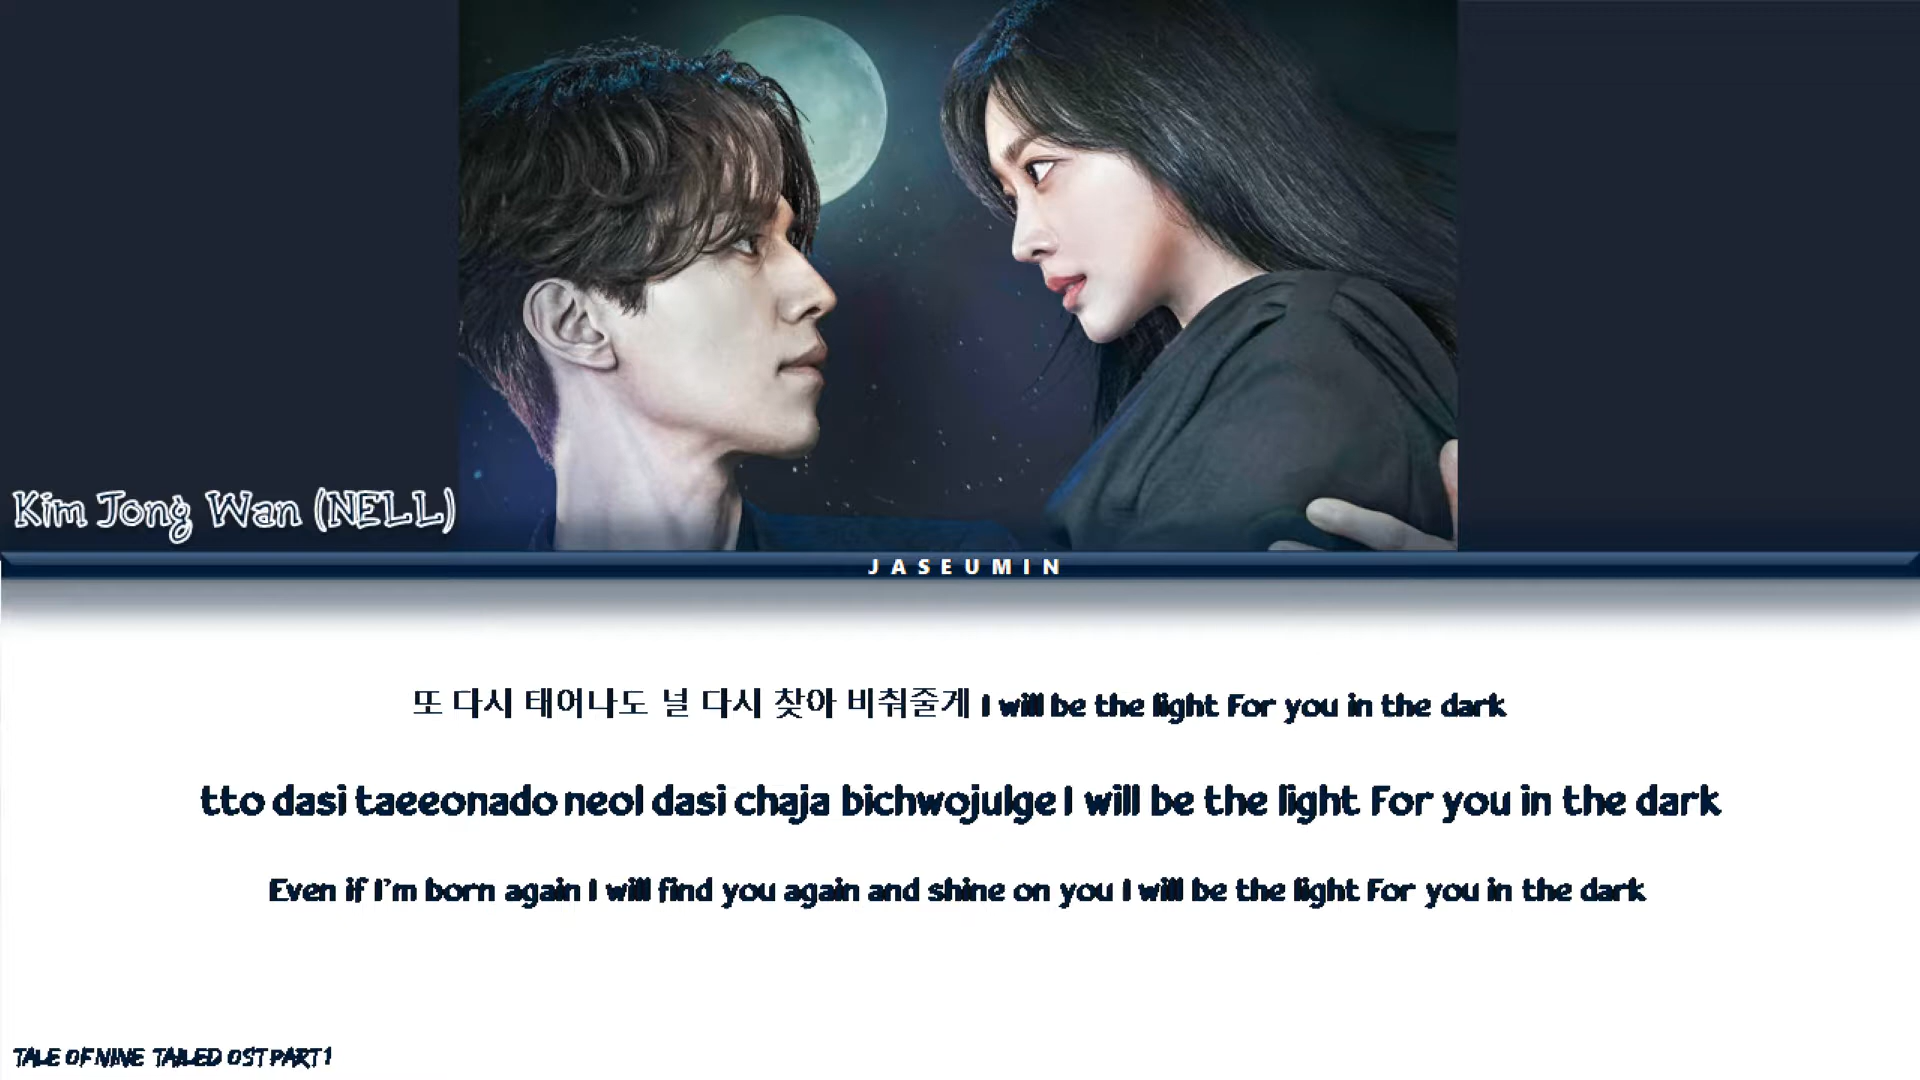 Kim Jong Wan (NELL)
JASEUMIN
또 다시 태어나도 널 다시 찾아 비춰줄게 I will be the light For you in the dark
tto dasi taeeonado neol dasi chaja bichwojulge I will be the light For you in the dark
Even if I'm born again I will find you again and shine on you I will be the light For you in the dark
TALE OF NINE TAILED OST PART 1